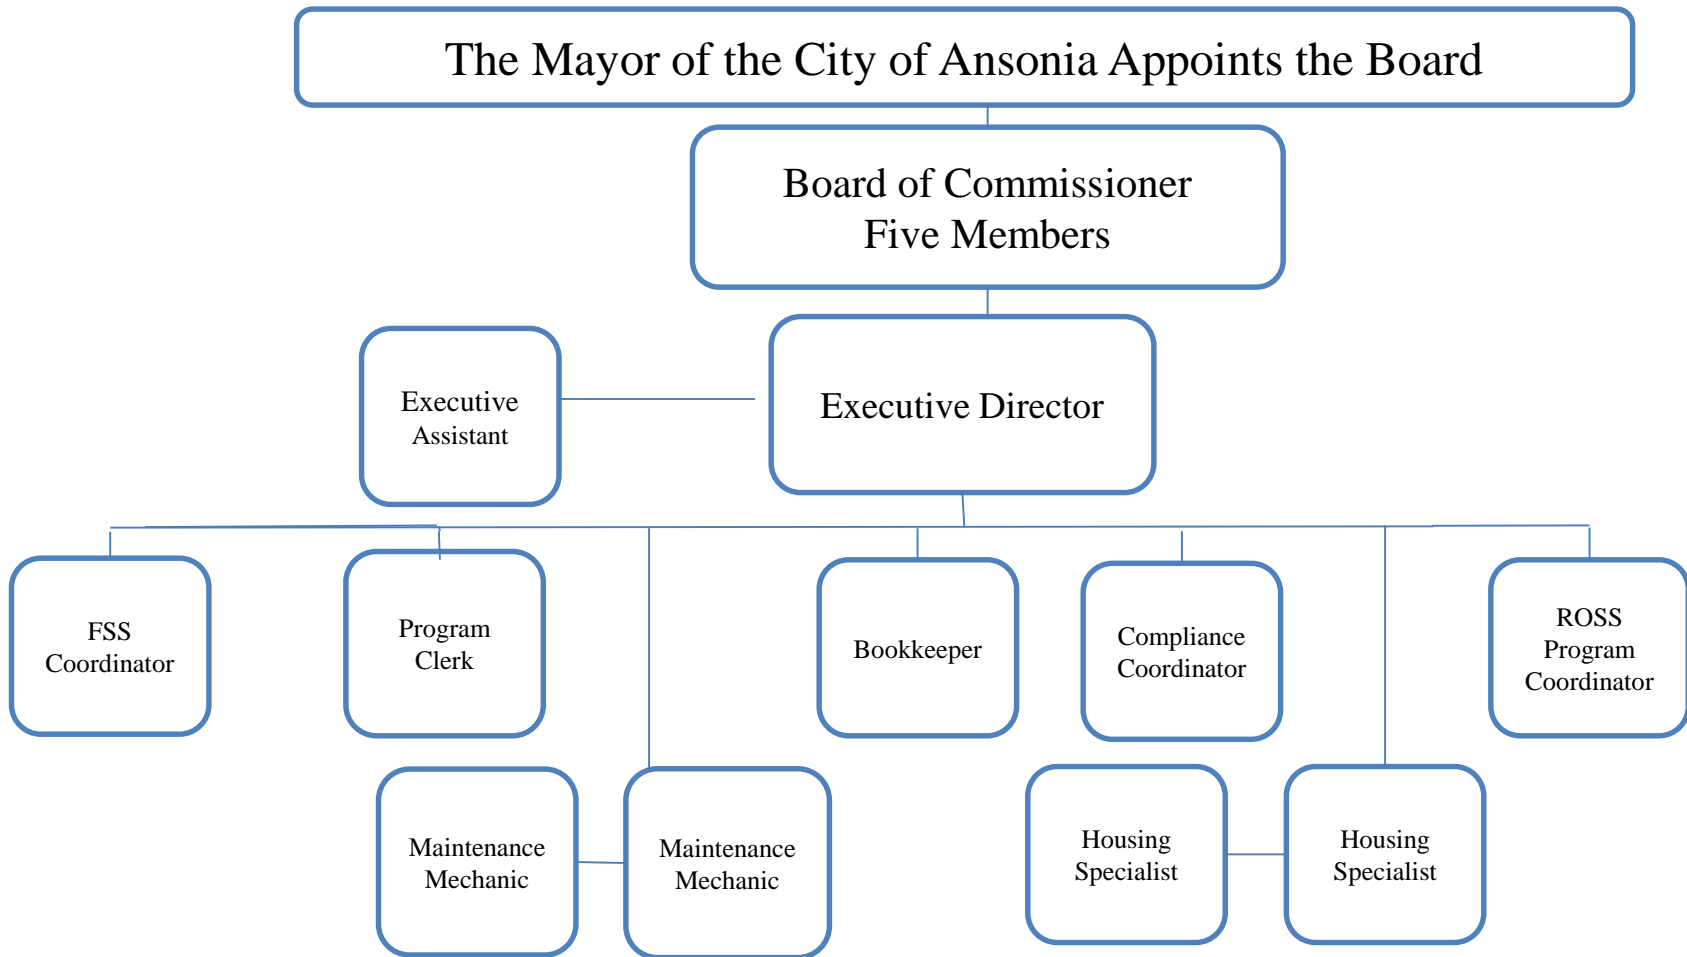 The Mayor of the City of Ansonia Appoints the Board
Board of Commissioner
Five Members
Executive
Assistant
Executive Director
FSS
Coordinator
Program
Clerk
Bookkeeper
Compliance
Coordinator
ROSS
Program
Coordinator
Maintenance
Mechanic
Maintenance
Mechanic
Housing
Specialist
Housing
Specialist